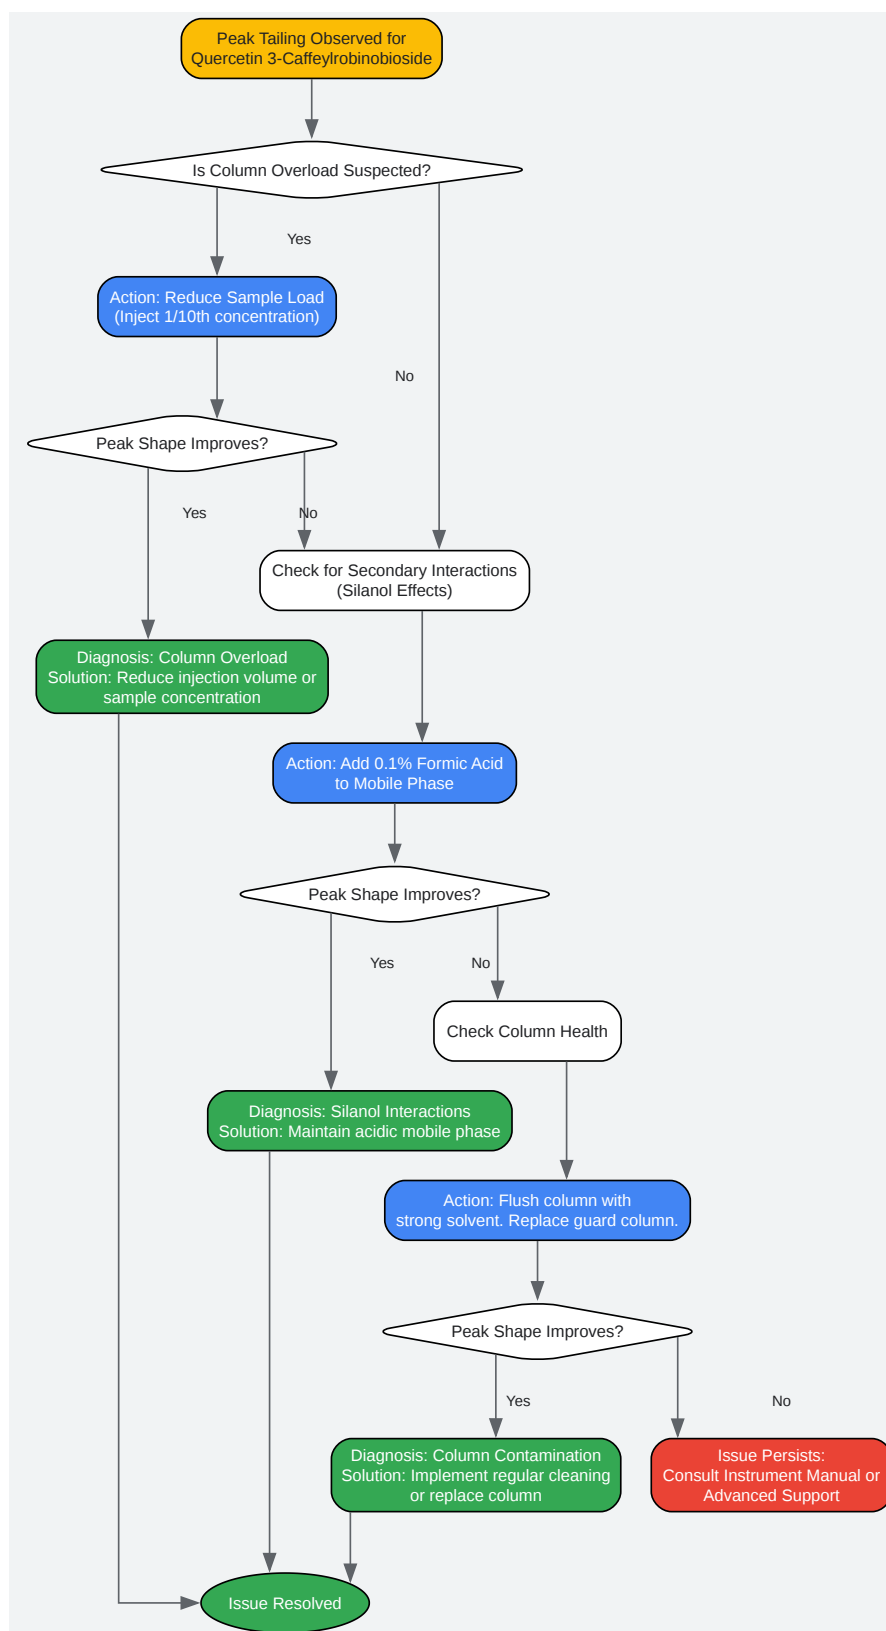 Peak Tailing Observed for
Quercetin 3-Caffeylrobinobioside
Is Column Overload Suspected?
Yes
Action: Reduce Sample Load
(Inject 1/10th concentration)
No
Peak Shape Improves?
Yes
No
Check for Secondary Interactions
(Silanol Effects)
Diagnosis: Column Overload
Solution: Reduce injection volume or
sample concentration
Action: Add 0.1% Formic Acid
to Mobile Phase
Peak Shape Improves?
Yes
No
Check Column Health
Diagnosis: Silanol Interactions
Solution: Maintain acidic mobile phase
Action: Flush column with
strong solvent. Replace guard column.
Peak Shape Improves?
Yes
No
Diagnosis: Column Contamination
Solution: Implement regular cleaning
or replace column
Issue Persists:
Consult Instrument Manual or
Advanced Support
Issue Resolved